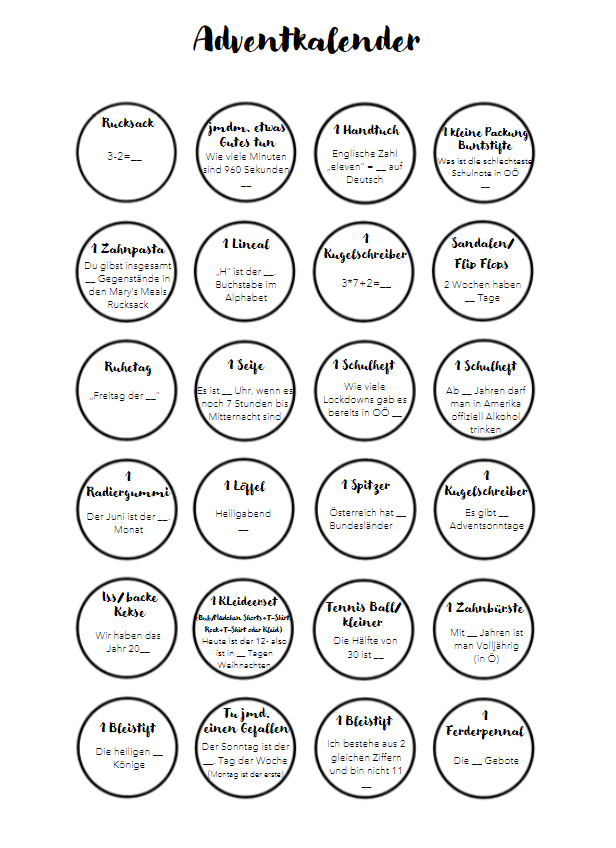 Adventkalender
Rucksack
3-2=__
jmdm. etwas
Gutes tun
Wie viele Minuten
sind 960 Sekunden
__
1 Handtuch
Englische Zahl
„eleven“ = __ auf
Deutsch
1 kleine Packung
Buntstifte
Was ist die schlechteste
Schulnote in OÖ
__
1 Zahnpasta
Du gibst insgesamt
__ Gegenstände in
den Mary's Meals
Rucksack
1 Lineal
„H“ ist der __.
Buchstabe im
Alphabet
1
Kugelschreiber
3*7+2=__
Sandalen/
Flip Flops
2 Wochen haben
__ Tage
Ruhetag
„Freitag der __“
1 Seife
Es ist __ Uhr, wenn es
noch 7 Stunden bis
Mitternacht sind
1 Schulheft
Wie viele
Lockdowns gab es
bereits in OÖ __
1 Schulheft
Ab __ Jahren darf
man in Amerika
offiziell Alkohol
trinken
1
Radiergummi
Der Juni ist der __.
Monat
1 Löffel
Heiligabend
__
1 Spitzer
Österreich hat __
Bundesländer
1
Kugelschreiber
Es gibt __
Adventsonntage
Iss/backe
Kekse
Wir haben das
Jahr 20__
1 KLeideerset
(Bub/Mädchen Shorts+T-Shirt
Rock+T-Shirt oder Kleid)
Heute ist der 12- also
ist in __ Tagen
Weihnachten
Tennis Ball/
kleiner
Die Hälfte von
30 ist __
1 Zahnbürste
Mit __ Jahren ist
man Volljährig
(in Ö)
1 Bleistift
Die heiligen __
Könige
Tu jmd.
einen Gefallen
Der Sonntag ist der
__. Tag der Woche
(Montag ist der erste)
1 Bleistift
Ich bestehe aus 2
gleichen Ziffern
und bin nicht 11
__
1
Ferderpennal
Die __ Gebote